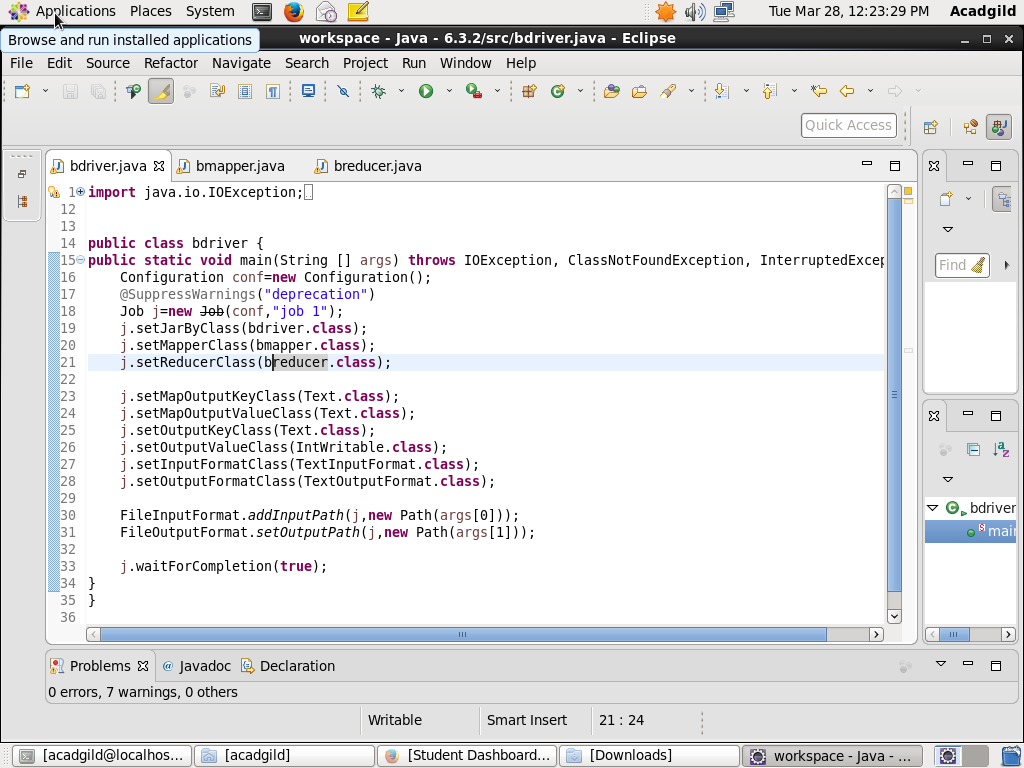 Applications Places System Tue Mar 28, 12:23:29 PM Acadgild
Browse and run installed applications
workspace - Java - 6.3.2/src/bdriver.java - Eclipse
File Edit Source Refactor Navigate Search Project Run Window Help
Quick Access
bdriver.java bmapper.java breducer.java
1 import java.io.IOException;
12
13
14 public class bdriver {
15 public static void main(String [] args) throws IOException, ClassNotFoundException, InterruptedExcep
16 Configuration conf=new Configuration();
17 @SuppressWarnings("deprecation")
18 Job j=new Job(conf,"job 1");
19 j.setJarByClass(bdriver.class);
20 j.setMapperClass(bmapper.class);
21 j.setReducerClass(breducer.class);
22
23 j.setMapOutputKeyClass(Text.class);
24 j.setMapOutputValueClass(Text.class);
25 j.setOutputKeyClass(Text.class);
26 j.setOutputValueClass(IntWritable.class);
27 j.setInputFormatClass(TextInputFormat.class);
28 j.setOutputFormatClass(TextOutputFormat.class);
29
30 FileInputFormat.addInputPath(j,new Path(args[0]));
31 FileOutputFormat.setOutputPath(j,new Path(args[1]));
32
33 j.waitForCompletion(true);
34 }
35 }
36
Find
bdriver
main
Problems Javadoc Declaration
0 errors, 7 warnings, 0 others
Writable Smart Insert 21 : 24
[acadgild@localhos... [acadgild] [Student Dashboard... [Downloads] workspace - Java - ...